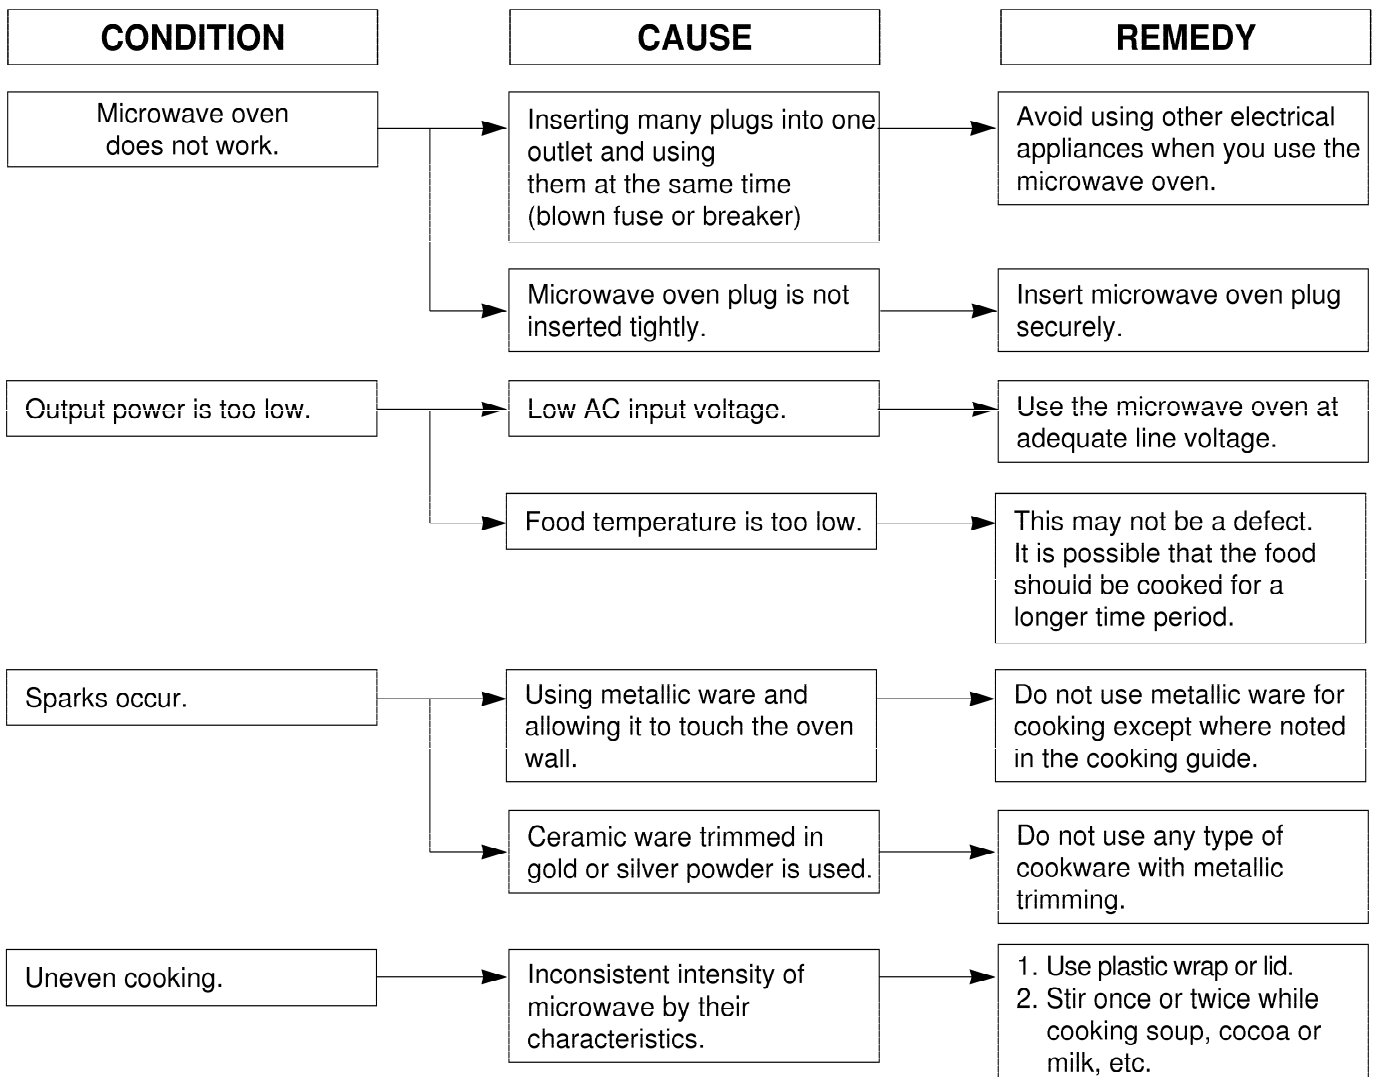 CONDITION
CAUSE
REMEDY
Microwave oven
does not work.
Inserting many plugs into one
outlet and using
them at the same time
(blown fuse or breaker)
Avoid using other electrical
appliances when you use the
microwave oven.
Microwave oven plug is not
inserted tightly.
Insert microwave oven plug
securely.
Output power is too low.
Low AC input voltage.
Use the microwave oven at
adequate line voltage.
Food temperature is too low.
This may not be a defect.
It is possible that the food
should be cooked for a
longer time period.
Sparks occur.
Using metallic ware and
allowing it to touch the oven
wall.
Do not use metallic ware for
cooking except where noted
in the cooking guide.
Ceramic ware trimmed in
gold or silver powder is used.
Do not use any type of
cookware with metallic
trimming.
Uneven cooking.
Inconsistent intensity of
microwave by their
characteristics.
1. Use plastic wrap or lid.
2. Stir once or twice while
cooking soup, cocoa or
milk, etc.